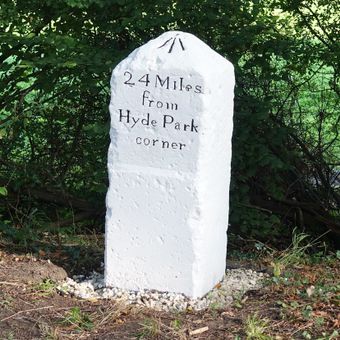 24 Miles
from
Hyde Park
corner